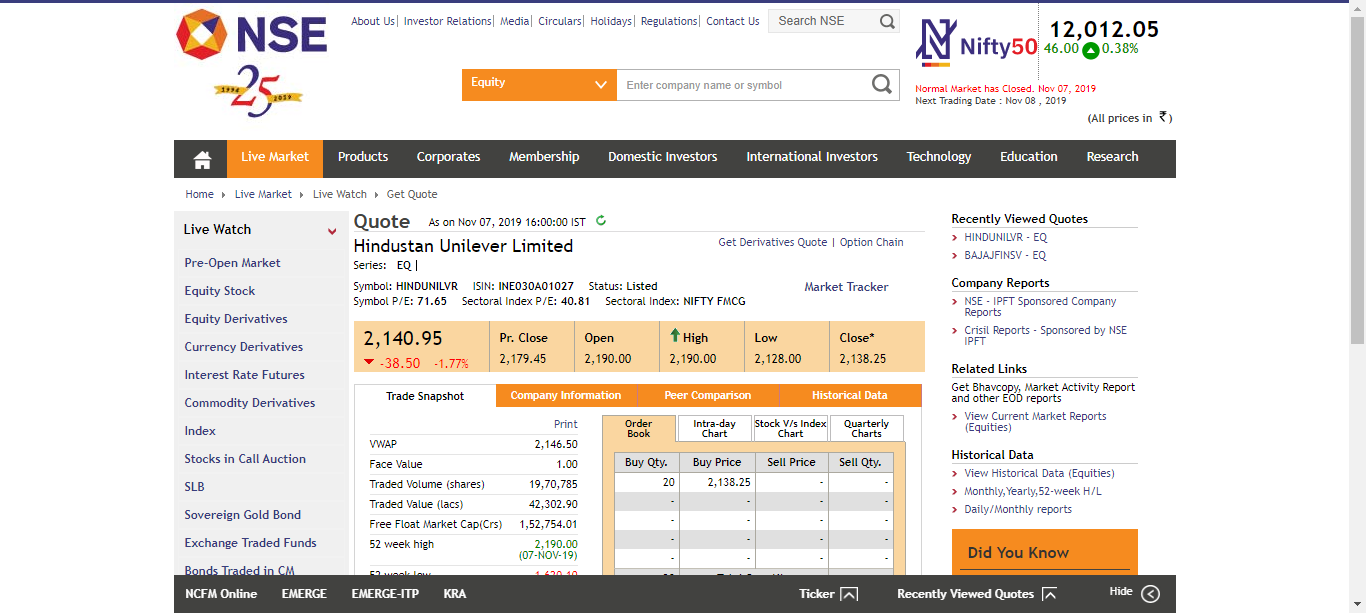 NSE
1994 25 2019
About Us| Investor Relations| Media| Circulars| Holidays| Regulations| Contact Us
Search NSE
Equity
Enter company name or symbol
Nifty50
12,012.05
46.00 0.38%
Normal Market has Closed. Nov 07, 2019
Next Trading Date : Nov 08 , 2019
(All prices in ₹)
Live Market Products Corporates Membership Domestic Investors International Investors Technology Education Research
Home Live Market Live Watch Get Quote
Live Watch
Pre-Open Market
Equity Stock
Equity Derivatives
Currency Derivatives
Interest Rate Futures
Commodity Derivatives
Index
Stocks in Call Auction
SLB
Sovereign Gold Bond
Exchange Traded Funds
Bonds Traded in CM
Quote As on Nov 07, 2019 16:00:00 IST
Hindustan Unilever Limited
Get Derivatives Quote | Option Chain
Series: EQ |
Symbol: HINDUNILVR ISIN: INE030A01027 Status: Listed
Market Tracker
Symbol P/E: 71.65 Sectoral Index P/E: 40.81 Sectoral Index: NIFTY FMCG
2,140.95
-38.50 -1.77%
Pr. Close Open High Low Close*
2,179.45 2,190.00 2,190.00 2,128.00 2,138.25
Trade Snapshot Company Information Peer Comparison Historical Data
Print
VWAP 2,146.50
Face Value 1.00
Traded Volume (shares) 19,70,785
Traded Value (lacs) 42,302.90
Free Float Market Cap(Crs) 1,52,754.01
52 week high 2,190.00
(07-NOV-19)
Order Book
Intra-day Chart
Stock V/s Index Chart
Quarterly Charts
Buy Qty. Buy Price Sell Price Sell Qty.
20 2,138.25 - -
- - - -
- - - -
- - - -
- - - -
Recently Viewed Quotes
HINDUNILVR - EQ
BAJAJFINSV - EQ
Company Reports
NSE - IPFT Sponsored Company
Reports
Crisil Reports - Sponsored by NSE
IPFT
Related Links
Get Bhavcopy, Market Activity Report
and other EOD reports
View Current Market Reports
(Equities)
Historical Data
View Historical Data (Equities)
Monthly,Yearly,52-week H/L
Daily/Monthly reports
Did You Know
NCFM Online EMERGE EMERGE-ITP KRA Ticker Recently Viewed Quotes Hide